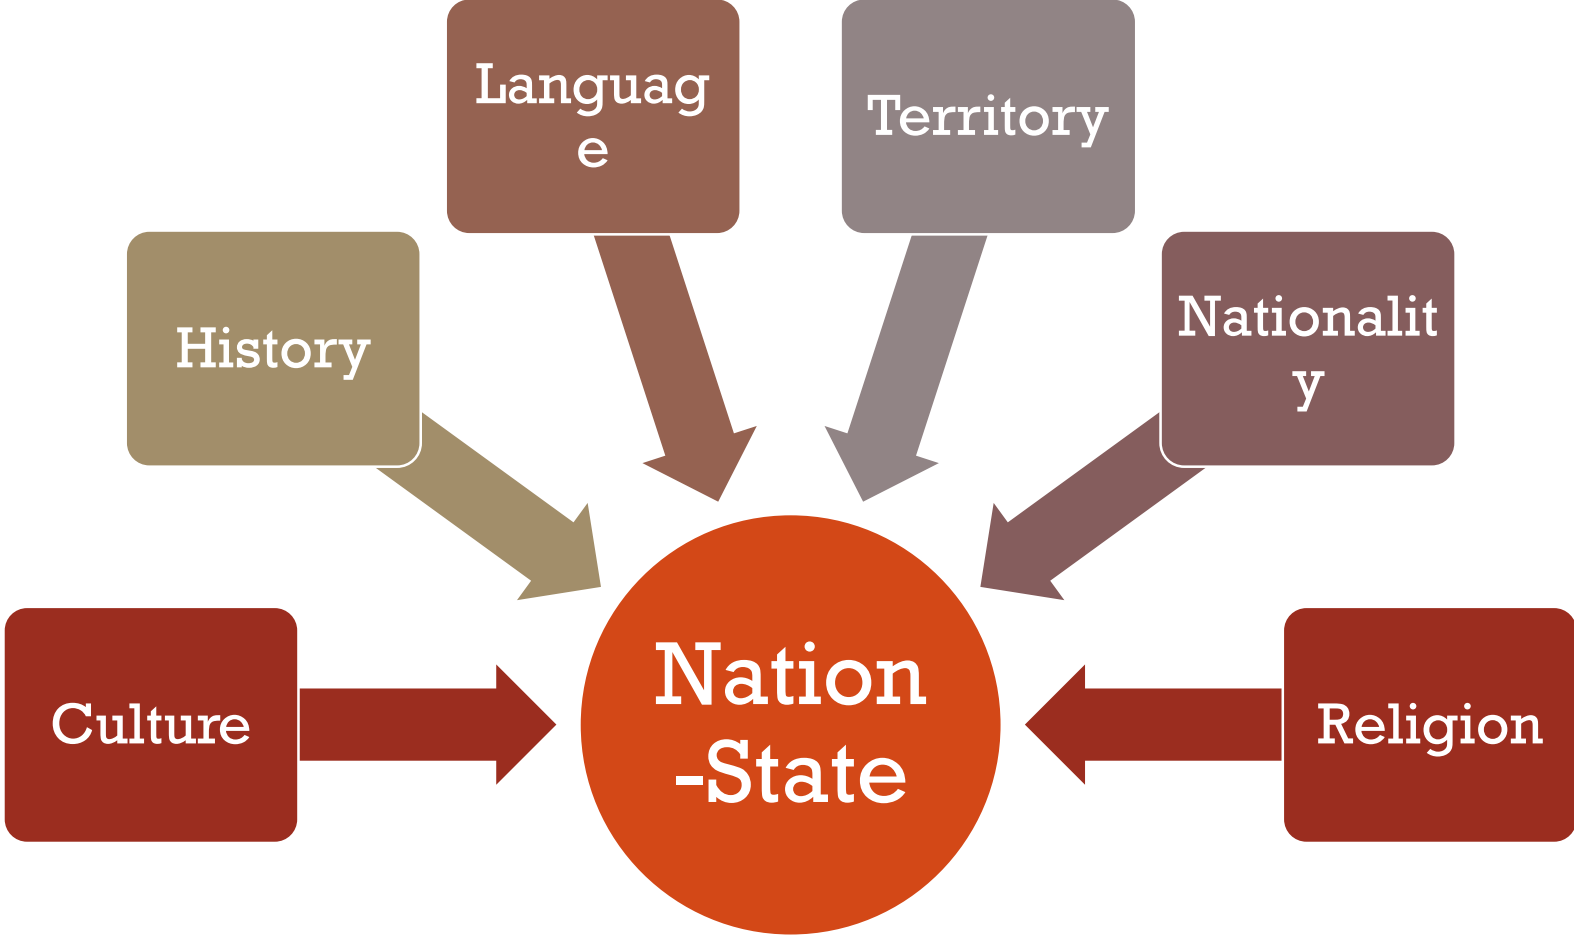 Languag
e
Territory
History
Nationalit
y
Culture
Nation
-State
Religion